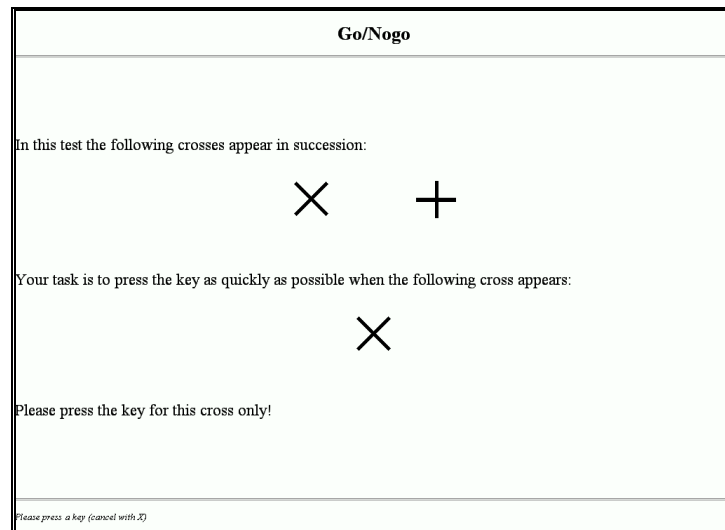 Go/Nogo
In this test the following crosses appear in succession:
Your task is to press the key as quickly as possible when the following cross appears:
Please press the key for this cross only!
Please press a key (cancel with X)